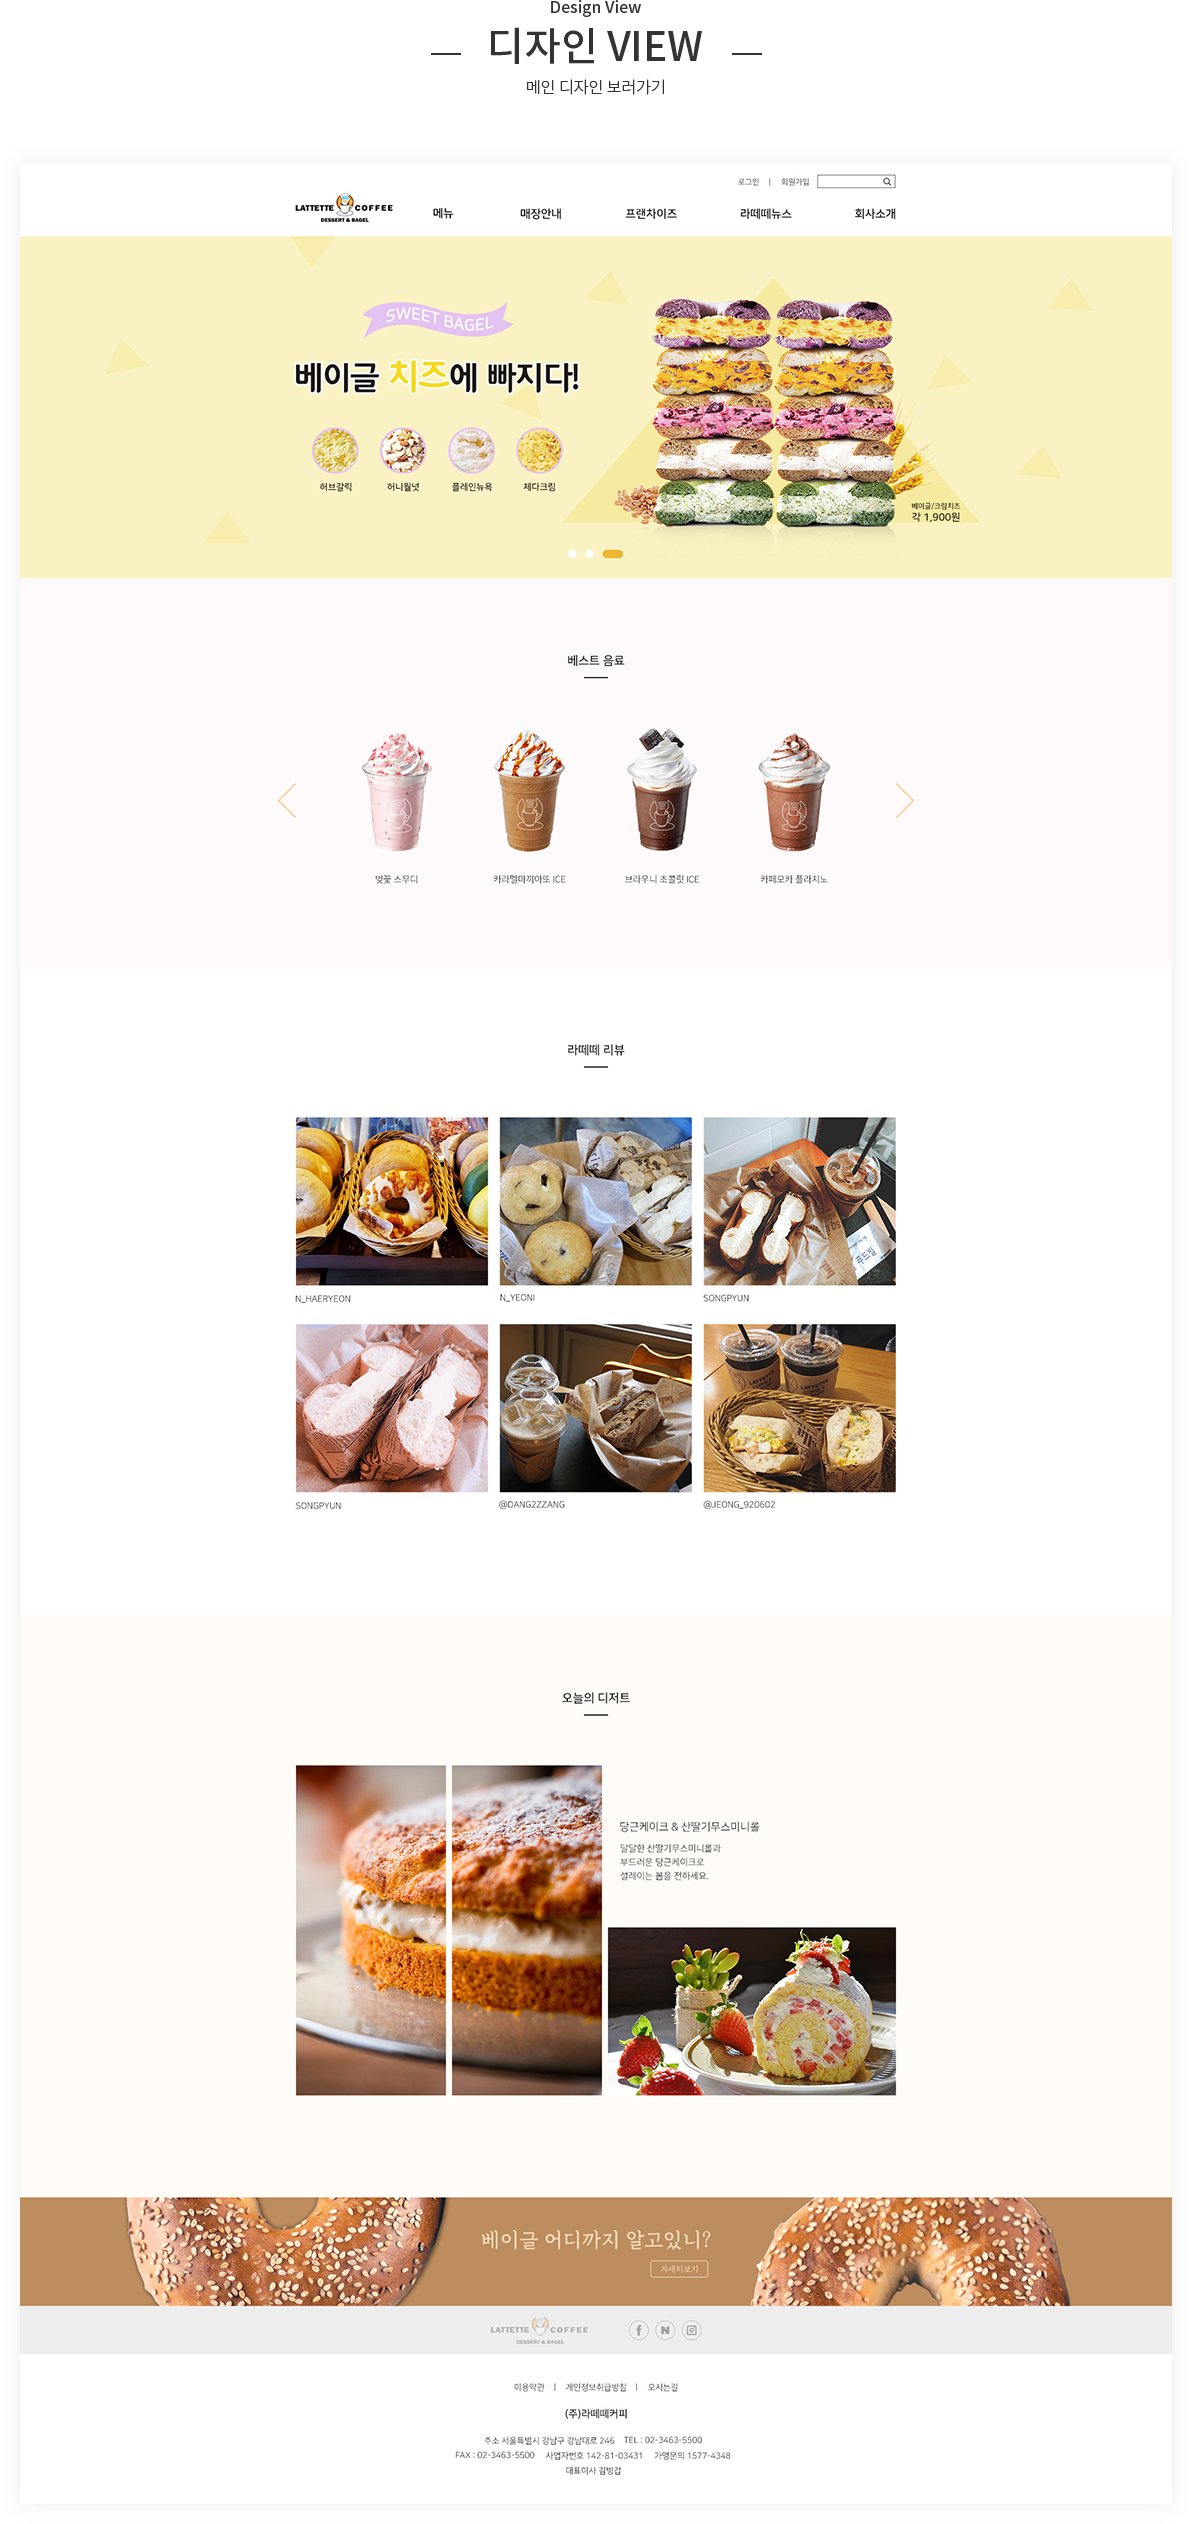 Design View
디자인 VIEW
메인 디자인 보러가기
로그인 | 회원가입
LATTETTE COFFEE
DESSERT & BAGEL
메뉴
매장안내
프랜차이즈
라떼떼뉴스
회사소개
SWEET BAGEL
베이글 치즈에 빠지다!
허브갈릭
허니월넛
플레인뉴욕
체다크림
베이글/크림치즈
각 1,900원
베스트 음료
벚꽃 스무디
카라멜마끼아또 ICE
브라우니 초콜릿 ICE
카페모카 플라치노
라떼떼 리뷰
N_HAERYEON
N_YEONI
SONGPYUN
SONGPYUN
@DANG2ZZANG
@JEONG_920602
오늘의 디저트
당근케이크 & 산딸기무스미니롤
달달한 산딸기무스미니롤과
부드러운 당근케이크로
설레이는 봄을 전하세요.
베이글 어디까지 알고있니?
자세히보기
LATTETTE COFFEE
DESSERT & BAGEL
이용약관 | 개인정보취급방침 | 오시는길
(주)라떼떼커피
주소 서울특별시 강남구 강남대로 246 TEL : 02-3463-5500
FAX : 02-3463-5500 사업자번호 142-81-03431 가맹문의 1577-4348
대표이사 김빙갑